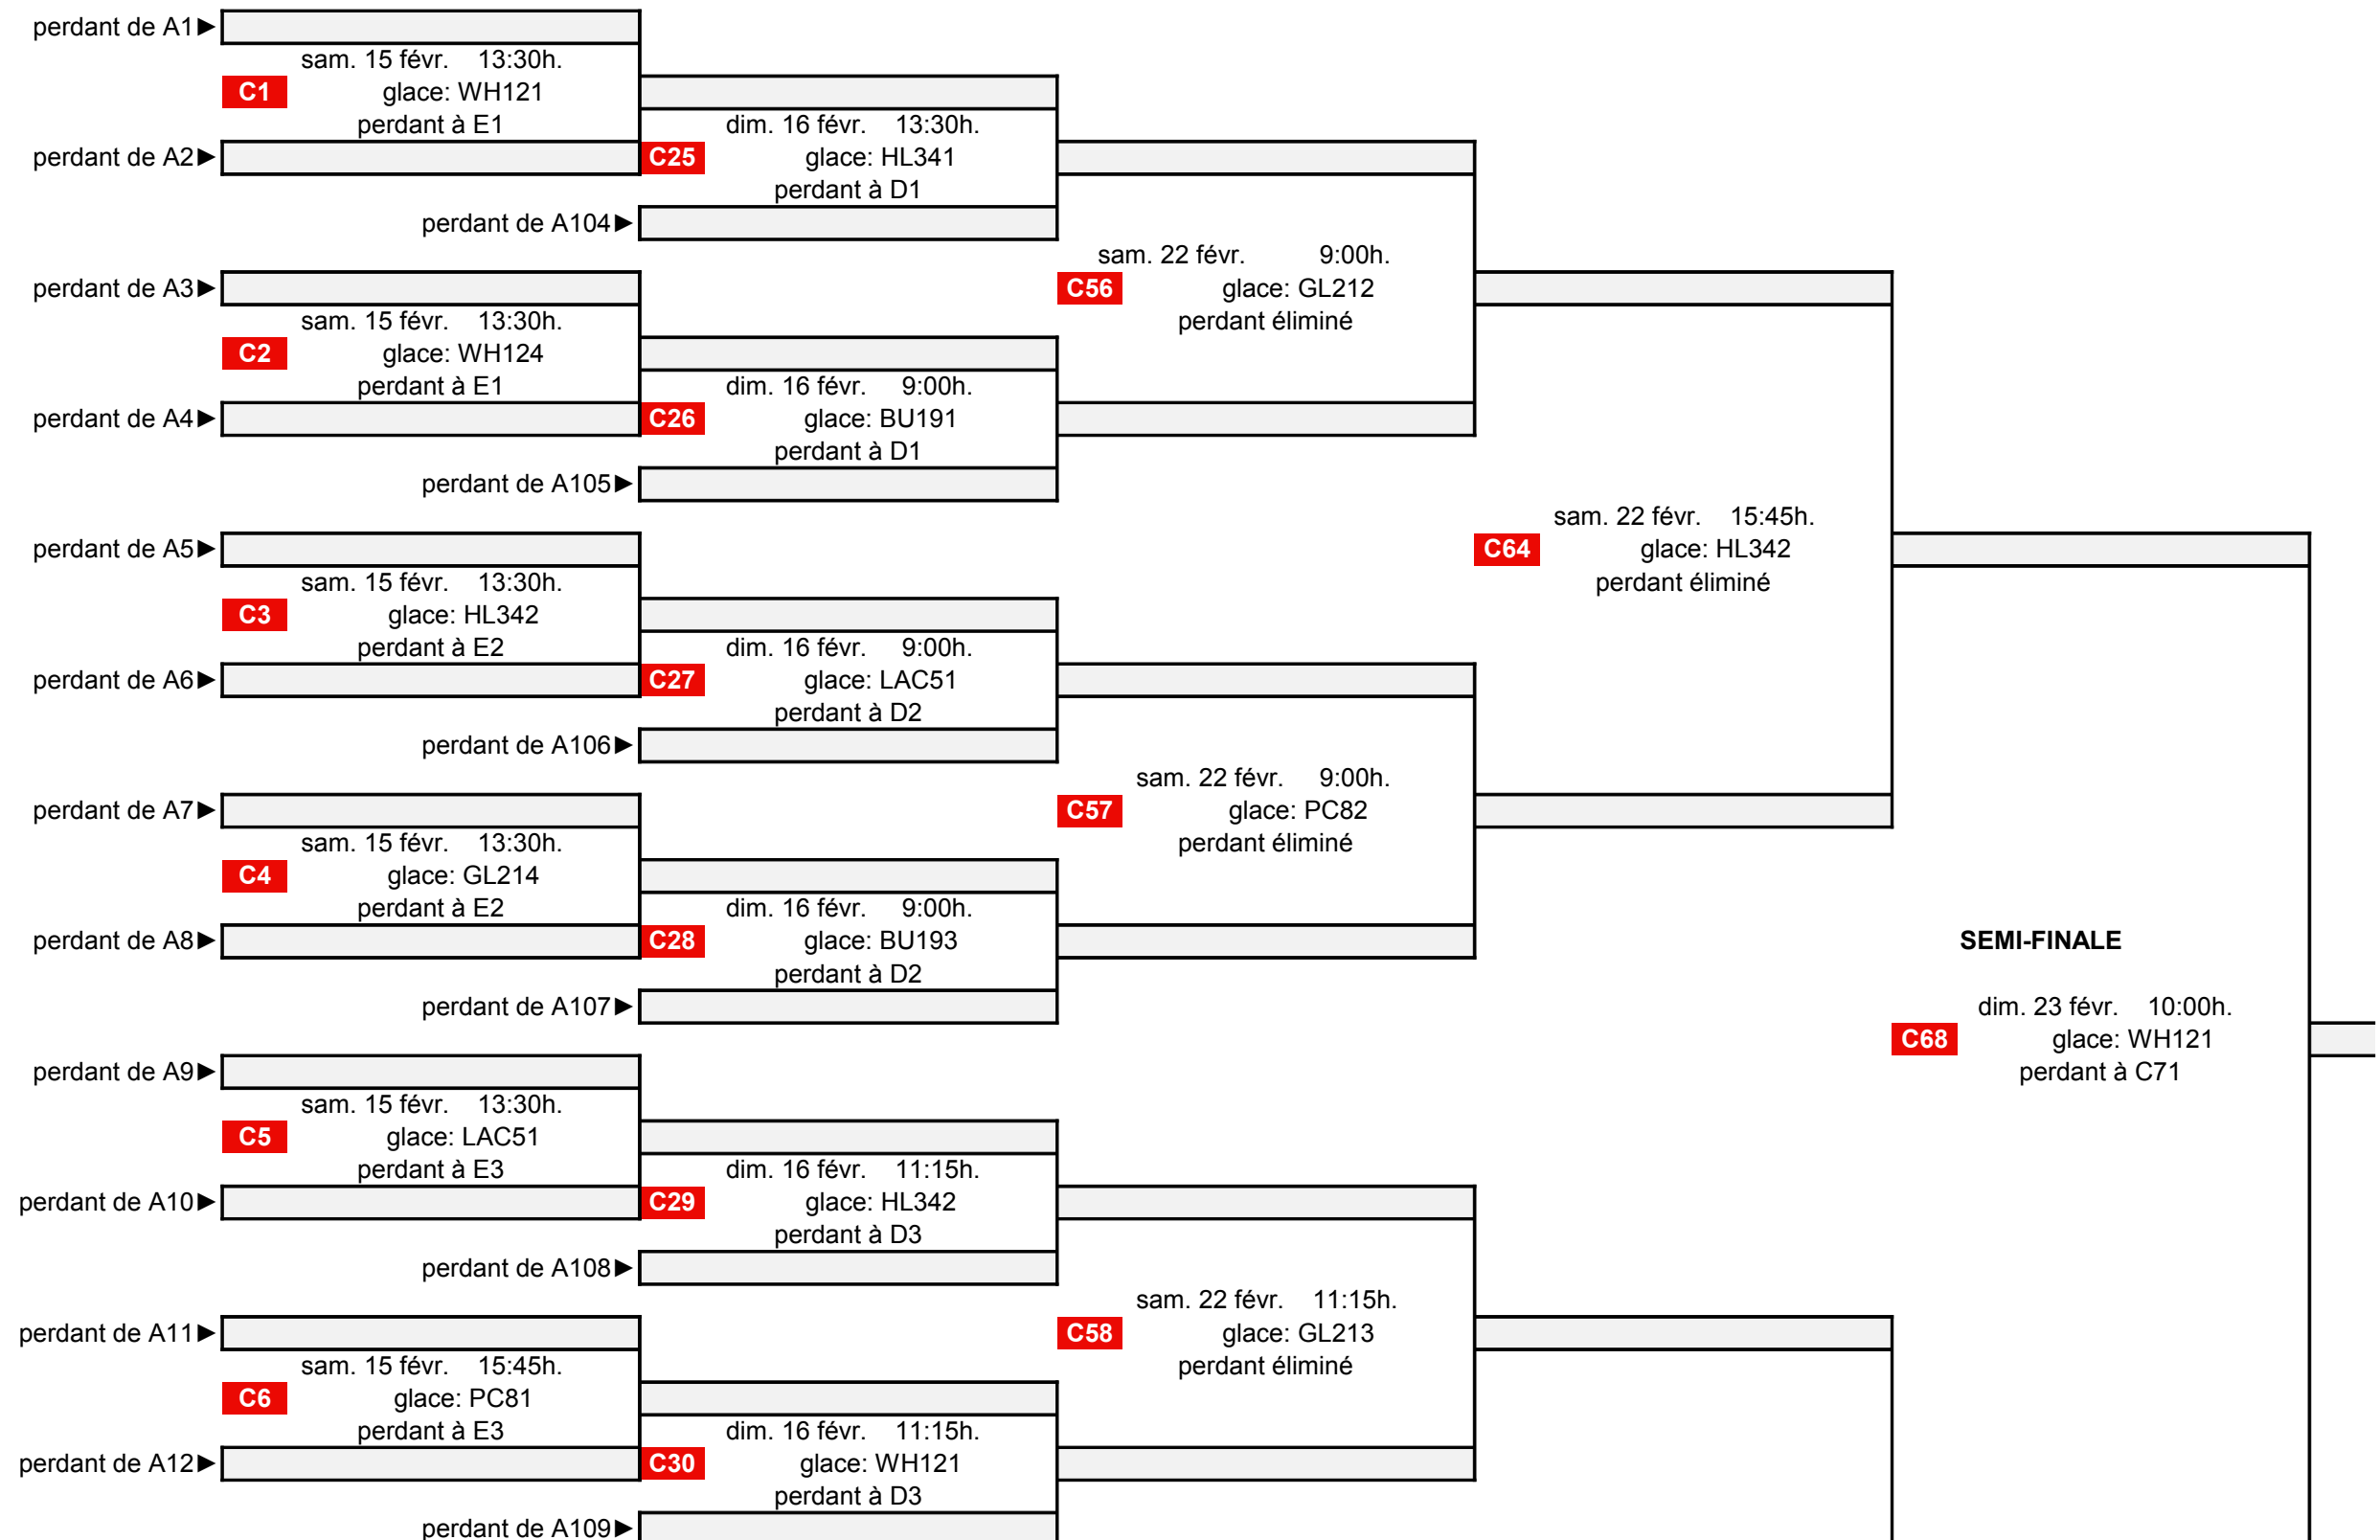 perdant de A1►
sam. 15 févr. 13:30h.
C1 glace: WH121
perdant à E1
perdant de A2►
dim. 16 févr. 13:30h.
C25 glace: HL341
perdant à D1
perdant de A104►
sam. 22 févr. 9:00h.
C56 glace: GL212
perdant éliminé
perdant de A3►
sam. 15 févr. 13:30h.
C2 glace: WH124
perdant à E1
perdant de A4►
dim. 16 févr. 9:00h.
C26 glace: BU191
perdant à D1
perdant de A105►
sam. 22 févr. 15:45h.
C64 glace: HL342
perdant éliminé
perdant de A5►
sam. 15 févr. 13:30h.
C3 glace: HL342
perdant à E2
perdant de A6►
dim. 16 févr. 9:00h.
C27 glace: LAC51
perdant à D2
perdant de A106►
sam. 22 févr. 9:00h.
C57 glace: PC82
perdant éliminé
perdant de A7►
sam. 15 févr. 13:30h.
C4 glace: GL214
perdant à E2
perdant de A8►
dim. 16 févr. 9:00h.
C28 glace: BU193
perdant à D2
perdant de A107►
SEMI-FINALE
dim. 23 févr. 10:00h.
C68 glace: WH121
perdant à C71
perdant de A9►
sam. 15 févr. 13:30h.
C5 glace: LAC51
perdant à E3
perdant de A10►
dim. 16 févr. 11:15h.
C29 glace: HL342
perdant à D3
perdant de A108►
sam. 22 févr. 11:15h.
C58 glace: GL213
perdant éliminé
perdant de A11►
sam. 15 févr. 15:45h.
C6 glace: PC81
perdant à E3
perdant de A12►
dim. 16 févr. 11:15h.
C30 glace: WH121
perdant à D3
perdant de A109►